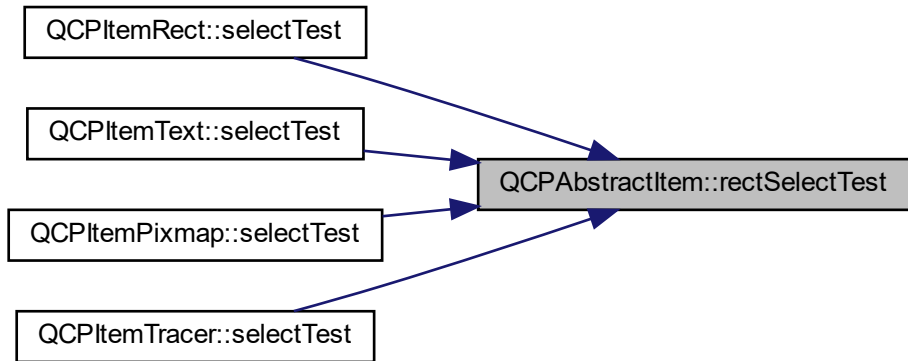 QCPItemRect::selectTest
QCPItemText::selectTest
QCPAbstractItem::rectSelectTest
QCPItemPixmap::selectTest
QCPItemTracer::selectTest